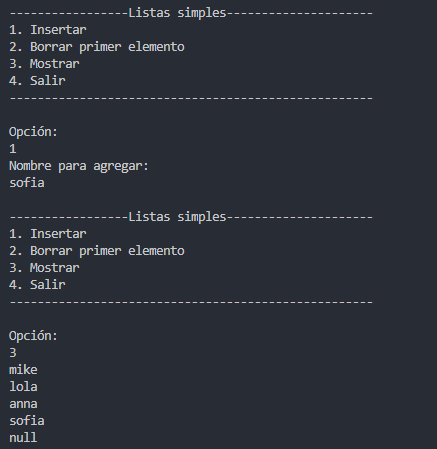 -----------------Listas simples---------------------
1. Insertar
2. Borrar primer elemento
3. Mostrar
4. Salir
----------------------------------------------------
Opción:
1
Nombre para agregar:
sofia
-----------------Listas simples---------------------
1. Insertar
2. Borrar primer elemento
3. Mostrar
4. Salir
----------------------------------------------------
Opción:
3
mike
lola
anna
sofia
null